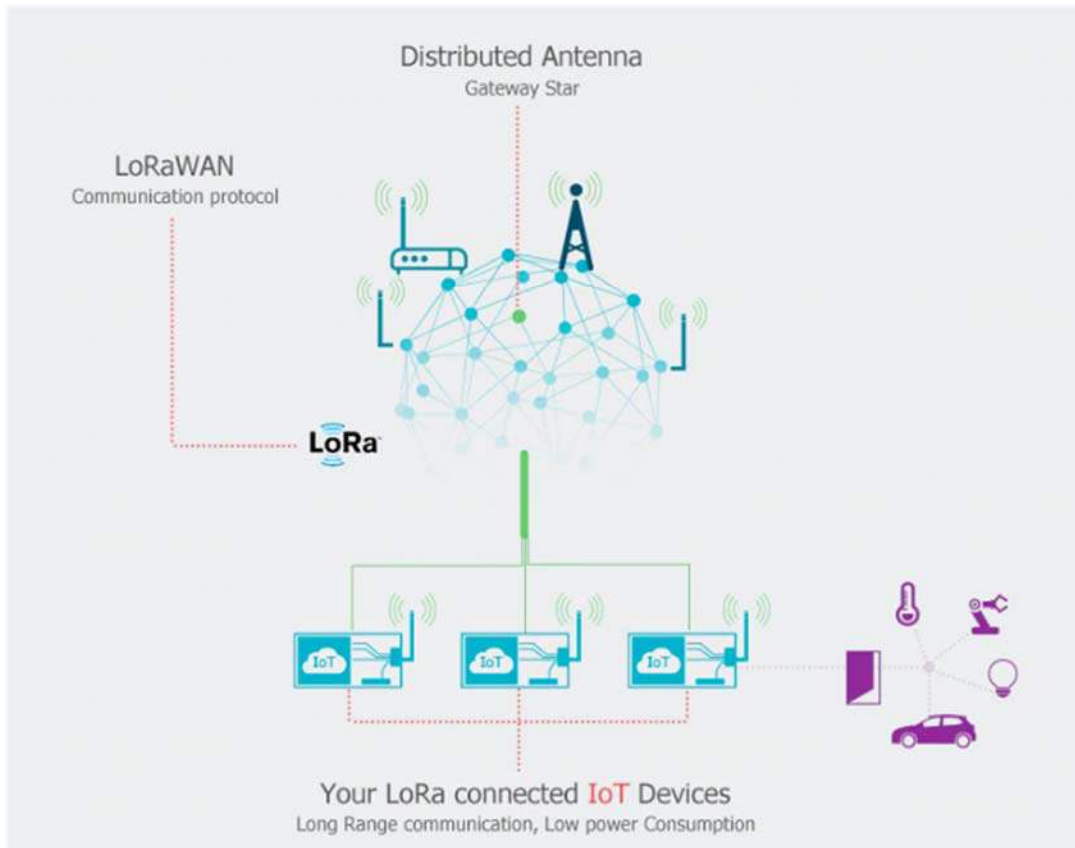 Distributed Antenna
Gateway Star
LoRaWAN
Communication protocol
LoRa
IoT
IoT
IoT
Your LoRa connected IoT Devices
Long Range communication, Low power Consumption